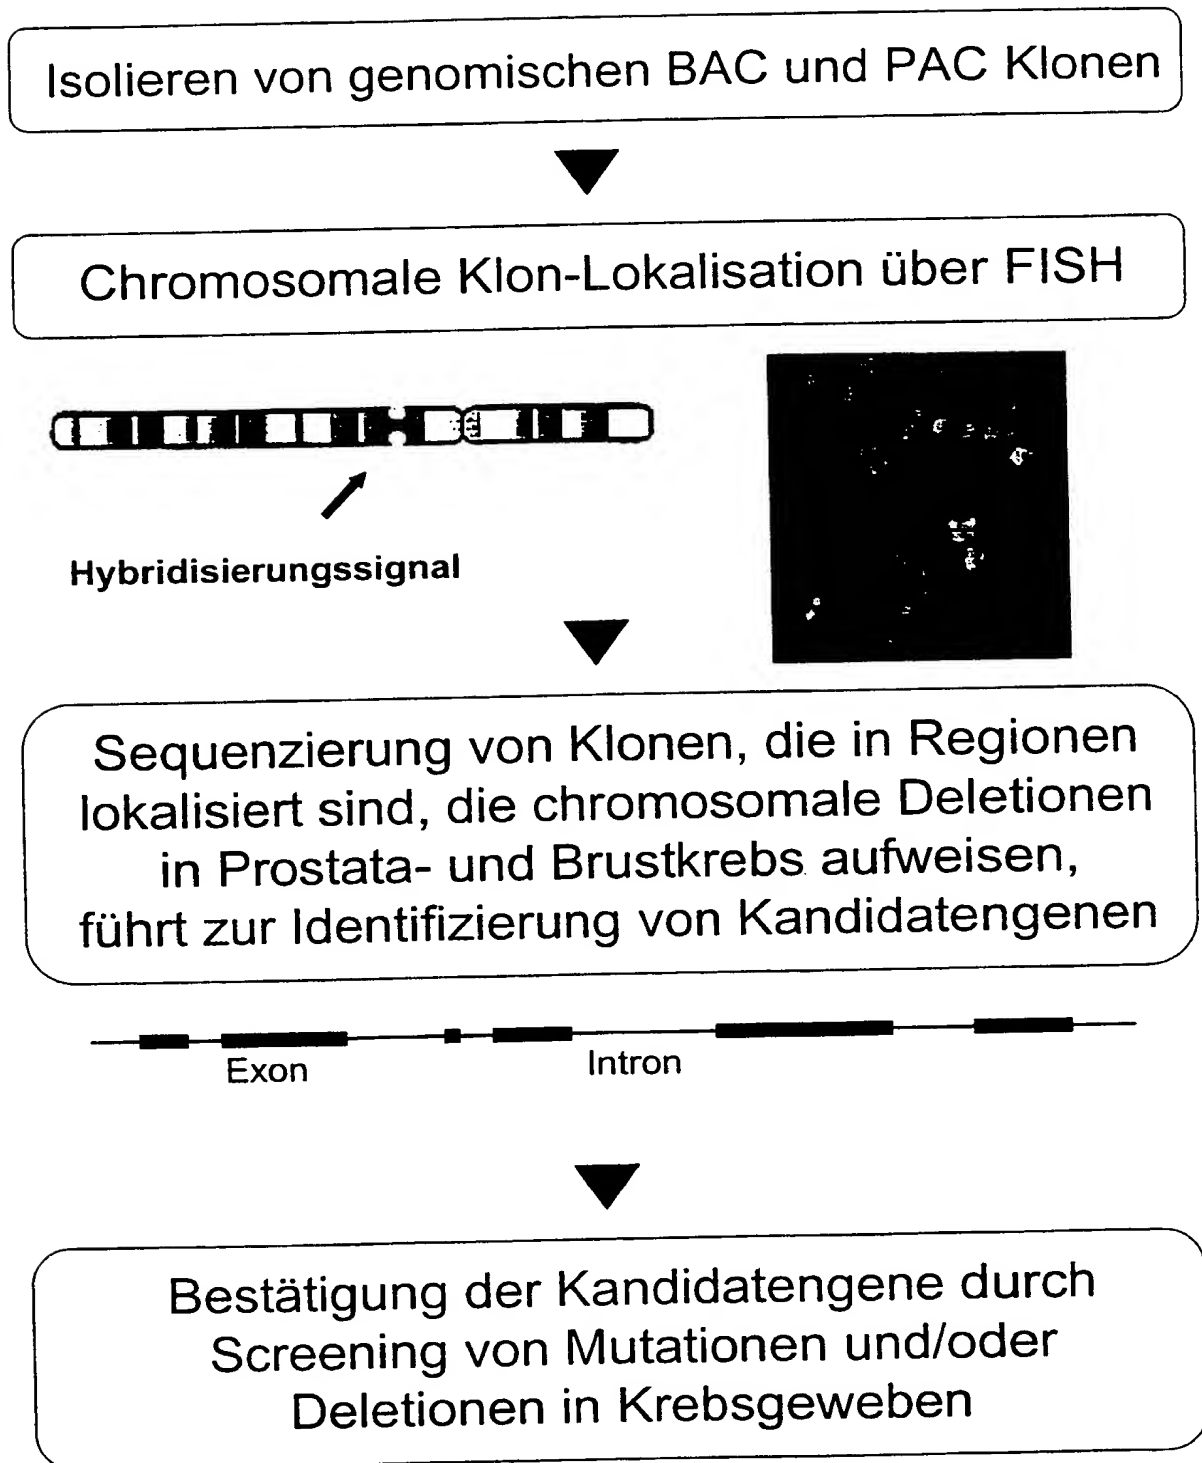 Isolieren von genomischen BAC und PAC Klonen
Chromosomale Klon-Lokalisation über FISH
Hybridisierungssignal
Sequenzierung von Klonen, die in Regionen
lokalisiert sind, die chromosomale Deletionen
in Prostata- und Brustkrebs aufweisen,
führt zur Identifizierung von Kandidatengenen
Exon
Intron
Bestätigung der Kandidatengene durch
Screening von Mutationen und/oder
Deletionen in Krebsgeweben